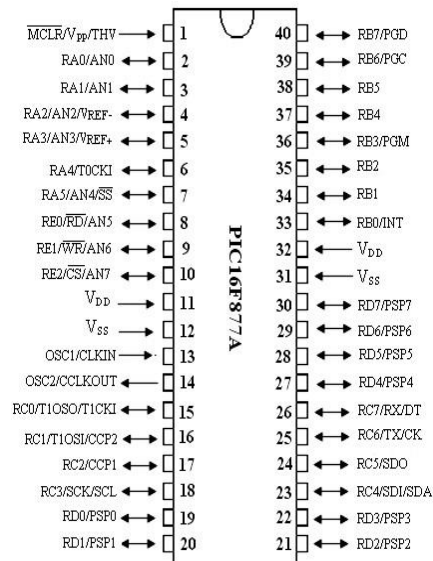 MCLR/VPP/THV 1 40 RB7/PGD
RA0/AN0 2 39 RB6/PGC
RA1/AN1 3 38 RB5
RA2/AN2/VREF- 4 37 RB4
RA3/AN3/VREF+ 5 36 RB3/PGM
RA4/T0CKI 6 35 RB2
RA5/AN4/SS 7 34 RB1
RE0/RD/AN5 8 33 RB0/INT
RE1/WR/AN6 9 32 VDD
RE2/CS/AN7 10 31 VSS
VDD 11 30 RD7/PSP7
VSS 12 29 RD6/PSP6
OSC1/CLKIN 13 28 RD5/PSP5
OSC2/CCLKOUT 14 27 RD4/PSP4
RC0/T1OSO/T1CKI 15 26 RC7/RX/DT
RC1/T1OSI/CCP2 16 25 RC6/TX/CK
RC2/CCP1 17 24 RC5/SDO
RC3/SCK/SCL 18 23 RC4/SDI/SDA
RD0/PSP0 19 22 RD3/PSP3
RD1/PSP1 20 21 RD2/PSP2
PIC16F877A